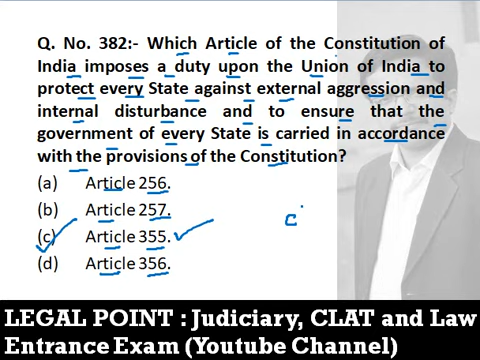 Q. No. 382:- Which Article of the Constitution of
India imposes a duty upon the Union of India to
protect every State against external aggression and
internal disturbance and to ensure that the
government of every State is carried in accordance
with the provisions of the Constitution?
(a) Article 256.
(b) Article 257.
(c) Article 355.
(d) Article 356.
c
LEGAL POINT : Judiciary, CLAT and Law
Entrance Exam (Youtube Channel)